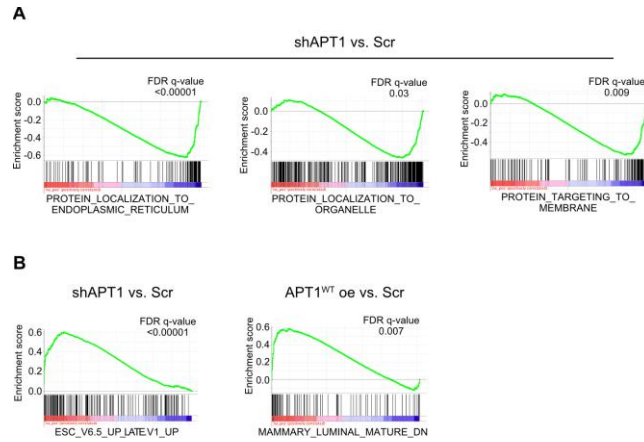 A
shAPT1 vs. Scr
FDR q-value
<0.00001
FDR q-value
0.03
FDR q-value
0.009
Enrichment score
0.0
-0.2
-0.4
-0.6
Enrichment score
0.0
-0.2
-0.4
Enrichment score
0.0
-0.2
-0.4
PROTEIN_LOCALIZATION_TO_
ENDOPLASMIC_RETICULUM
PROTEIN_LOCALIZATION_TO_
ORGANELLE
PROTEIN_TARGETING_TO_
MEMBRANE
B
shAPT1 vs. Scr
APT1WT oe vs. Scr
FDR q-value
<0.00001
FDR q-value
0.007
Enrichment score
0.6
0.4
0.2
0.0
Enrichment score
0.6
0.4
0.2
0.0
ESC_V6.5_UP_LATE.V1_UP
MAMMARY_LUMINAL_MATURE_DN